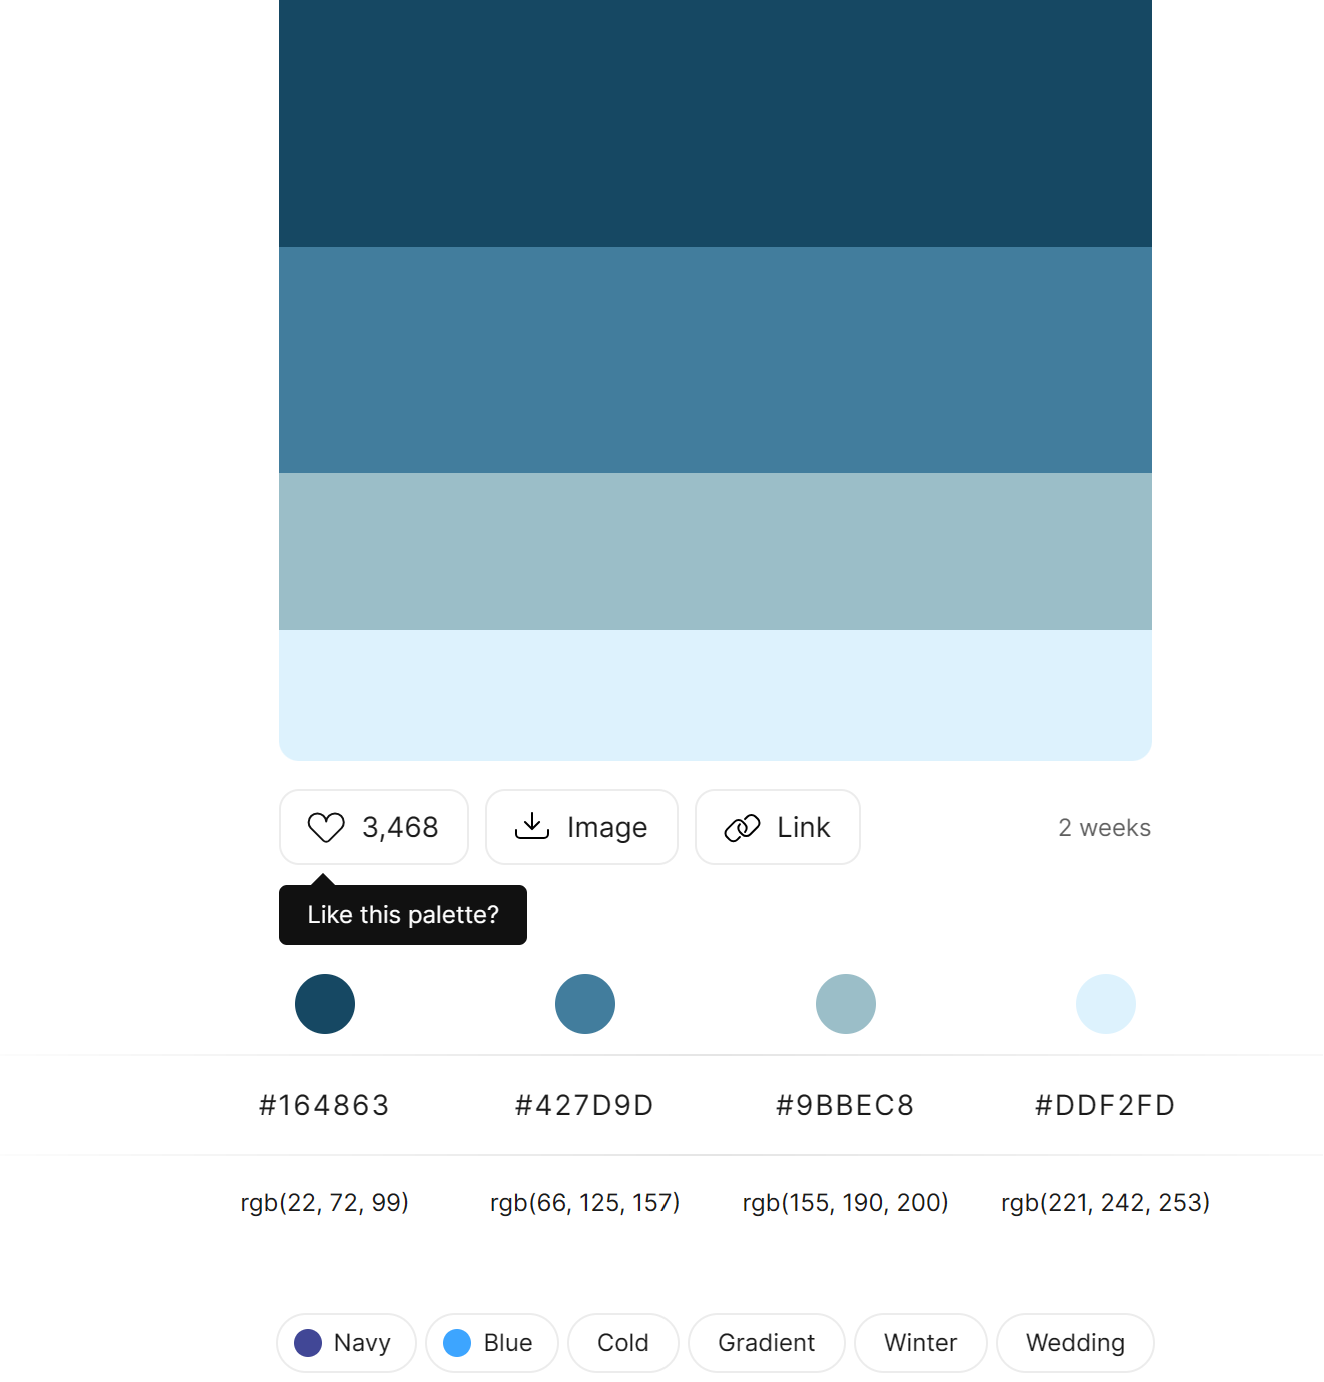 3,468 Image Link 2 weeks
Like this palette?
#164863 #427D9D #9BBEC8 #DDF2FD
rgb(22, 72, 99) rgb(66, 125, 157) rgb(155, 190, 200) rgb(221, 242, 253)
Navy Blue Cold Gradient Winter Wedding